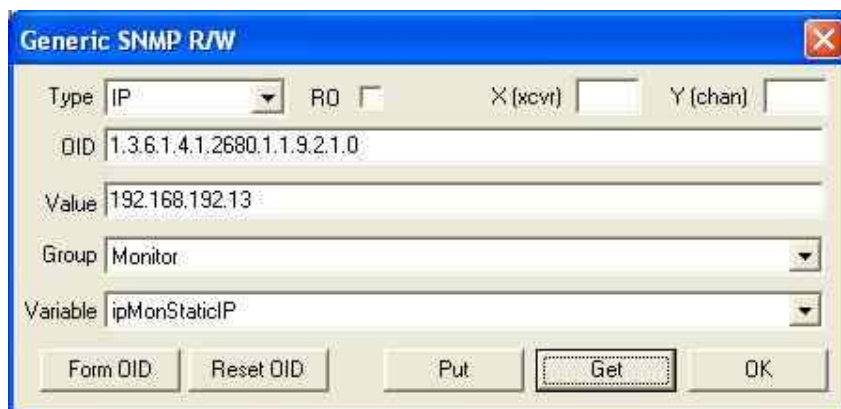 Generic SNMP R/W
Type IP RO X (xcvr) Y (chan)
OID 1.3.6.1.4.1.2680.1.1.9.2.1.0
Value 192.168.192.13
Group Monitor
Variable ipMonStaticIP
Form OID Reset OID Put Get OK